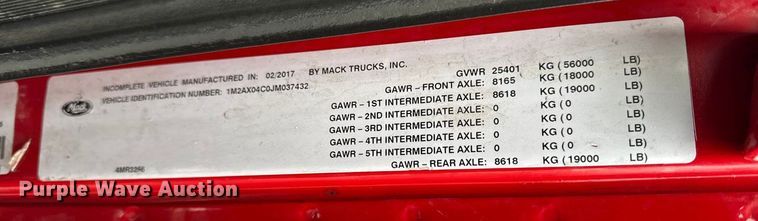 INCOMPLETE VEHICLE MANUFACTURED IN: 02/2017 BY MACK TRUCKS, INC.
VEHICLE IDENTIFICATION NUMBER: 1M2AX04C0JM037432
Mack
GVWR 25401 KG ( 56000 LB)
GAWR - FRONT AXLE: 8165 KG ( 18000 LB)
GAWR - 1ST INTERMEDIATE AXLE: 8618 KG ( 19000 LB)
GAWR - 2ND INTERMEDIATE AXLE: 0 KG ( 0 LB)
GAWR - 3RD INTERMEDIATE AXLE: 0 KG ( 0 LB)
GAWR - 4TH INTERMEDIATE AXLE: 0 KG ( 0 LB)
GAWR - 5TH INTERMEDIATE AXLE: 0 KG ( 0 LB)
GAWR - REAR AXLE: 8618 KG ( 19000 LB)
4MR3256
Purple Wave Auction